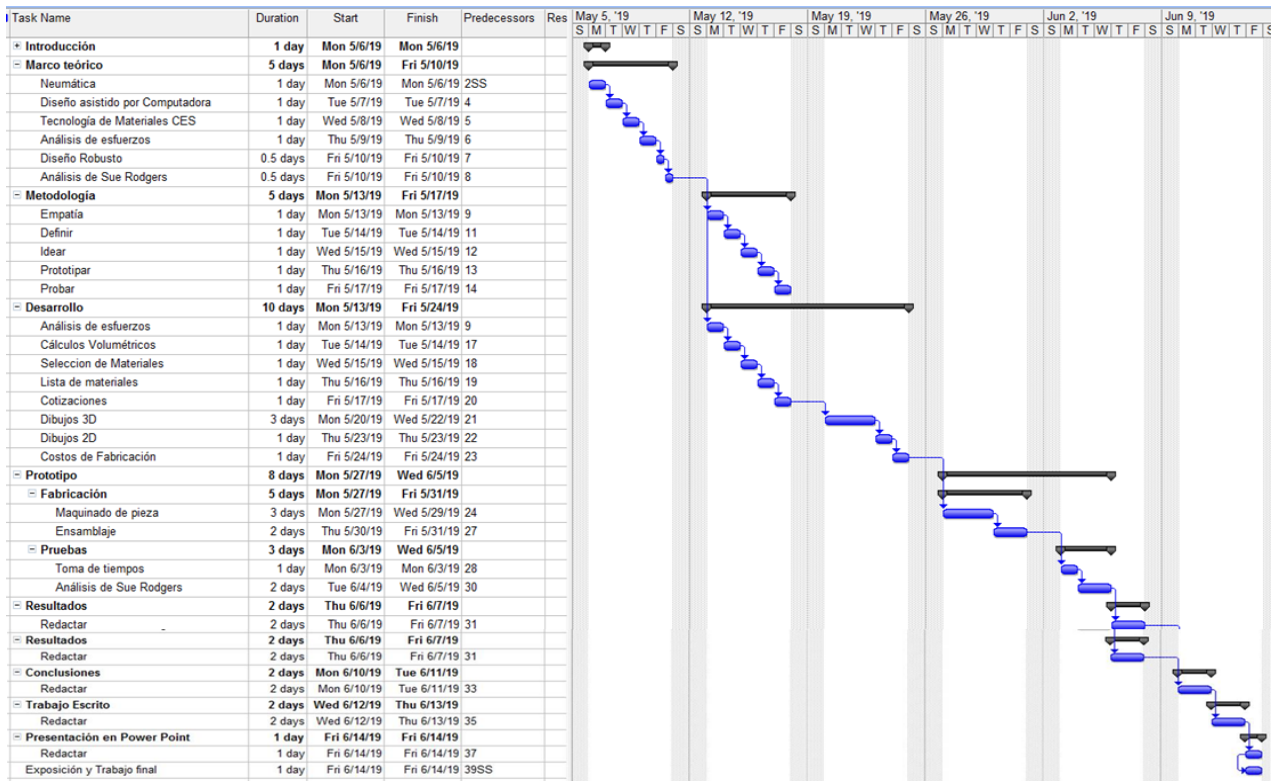 Task Name Duration Start Finish Predecessors Res May 5, '19 May 12, '19 May 19, '19 May 26, '19 Jun 2, '19 Jun 9, '19
S M T W T F S S M T W T F S S M T W T F S S M T W T F S S M T W T F S S M T W T F S
Introducción 1 day Mon 5/6/19 Mon 5/6/19
Marco teórico 5 days Mon 5/6/19 Fri 5/10/19
Neumática 1 day Mon 5/6/19 Mon 5/6/19 2SS
Diseño asistido por Computadora 1 day Tue 5/7/19 Tue 5/7/19 4
Tecnología de Materiales CES 1 day Wed 5/8/19 Wed 5/8/19 5
Análisis de esfuerzos 1 day Thu 5/9/19 Thu 5/9/19 6
Diseño Robusto 0.5 days Fri 5/10/19 Fri 5/10/19 7
Análisis de Sue Rodgers 0.5 days Fri 5/10/19 Fri 5/10/19 8
Metodología 5 days Mon 5/13/19 Fri 5/17/19
Empatía 1 day Mon 5/13/19 Mon 5/13/19 9
Definir 1 day Tue 5/14/19 Tue 5/14/19 11
Idear 1 day Wed 5/15/19 Wed 5/15/19 12
Prototipar 1 day Thu 5/16/19 Thu 5/16/19 13
Probar 1 day Fri 5/17/19 Fri 5/17/19 14
Desarrollo 10 days Mon 5/13/19 Fri 5/24/19
Análisis de esfuerzos 1 day Mon 5/13/19 Mon 5/13/19 9
Cálculos Volumétricos 1 day Tue 5/14/19 Tue 5/14/19 17
Seleccion de Materiales 1 day Wed 5/15/19 Wed 5/15/19 18
Lista de materiales 1 day Thu 5/16/19 Thu 5/16/19 19
Cotizaciones 1 day Fri 5/17/19 Fri 5/17/19 20
Dibujos 3D 3 days Mon 5/20/19 Wed 5/22/19 21
Dibujos 2D 1 day Thu 5/23/19 Thu 5/23/19 22
Costos de Fabricación 1 day Fri 5/24/19 Fri 5/24/19 23
Prototipo 8 days Mon 5/27/19 Wed 6/5/19
Fabricación 5 days Mon 5/27/19 Fri 5/31/19
Maquinado de pieza 3 days Mon 5/27/19 Wed 5/29/19 24
Ensamblaje 2 days Thu 5/30/19 Fri 5/31/19 27
Pruebas 3 days Mon 6/3/19 Wed 6/5/19
Toma de tiempos 1 day Mon 6/3/19 Mon 6/3/19 28
Análisis de Sue Rodgers 2 days Tue 6/4/19 Wed 6/5/19 30
Resultados 2 days Thu 6/6/19 Fri 6/7/19
Redactar 2 days Thu 6/6/19 Fri 6/7/19 31
Resultados 2 days Thu 6/6/19 Fri 6/7/19
Redactar 2 days Thu 6/6/19 Fri 6/7/19 31
Conclusiones 2 days Mon 6/10/19 Tue 6/11/19
Redactar 2 days Mon 6/10/19 Tue 6/11/19 33
Trabajo Escrito 2 days Wed 6/12/19 Thu 6/13/19
Redactar 2 days Wed 6/12/19 Thu 6/13/19 35
Presentación en Power Point 1 day Fri 6/14/19 Fri 6/14/19
Redactar 1 day Fri 6/14/19 Fri 6/14/19 37
Exposición y Trabajo final 1 day Fri 6/14/19 Fri 6/14/19 39SS